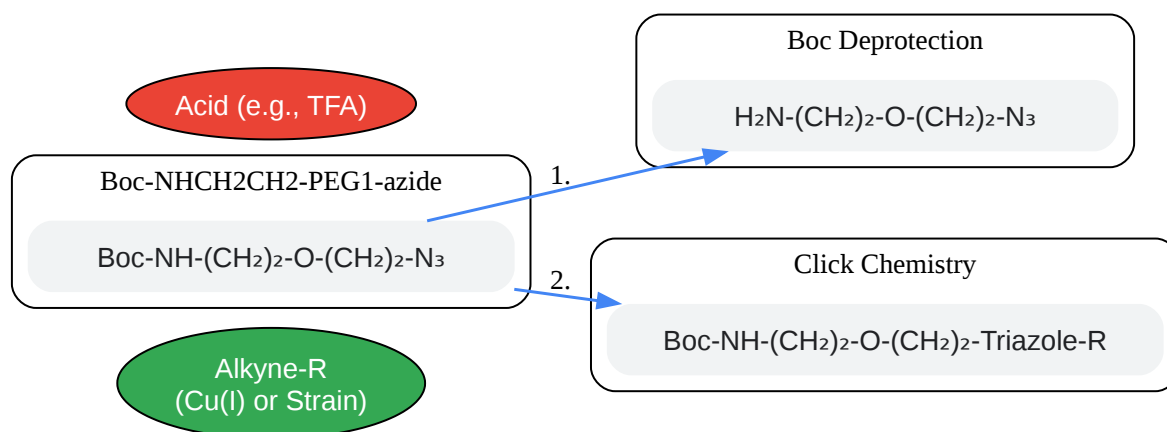 Acid (e.g., TFA)
Boc-NHCH2CH2-PEG1-azide
Boc-NH-(CH₂)₂-O-(CH₂)₂-N₃
Alkyne-R
(Cu(I) or Strain)
1.
2.
Boc Deprotection
H₂N-(CH₂)₂-O-(CH₂)₂-N₃
Click Chemistry
Boc-NH-(CH₂)₂-O-(CH₂)₂-Triazole-R